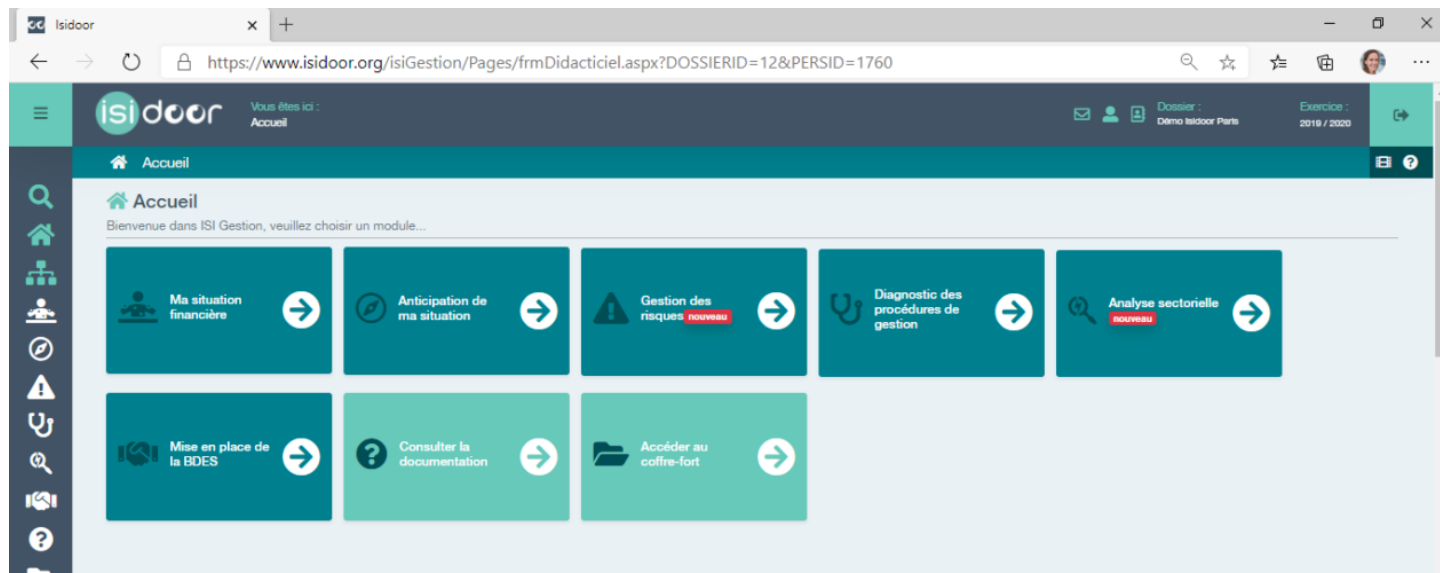 Isidoor
https://www.isidoor.org/isiGestion/Pages/frmDidacticiel.aspx?DOSSIERID=12&PERSID=1760
isidoor
Vous êtes ici :
Accueil
Dossier :
Démo Isidoor Paris
Exercice :
2019 / 2020
Accueil
Accueil
Bienvenue dans ISI Gestion, veuillez choisir un module...
Ma situation
financière
Anticipation de
ma situation
Gestion des
risques nouveau
Diagnostic des
procédures de
gestion
Analyse sectorielle
nouveau
Mise en place de
la BDES
Consulter la
documentation
Accéder au
coffre-fort